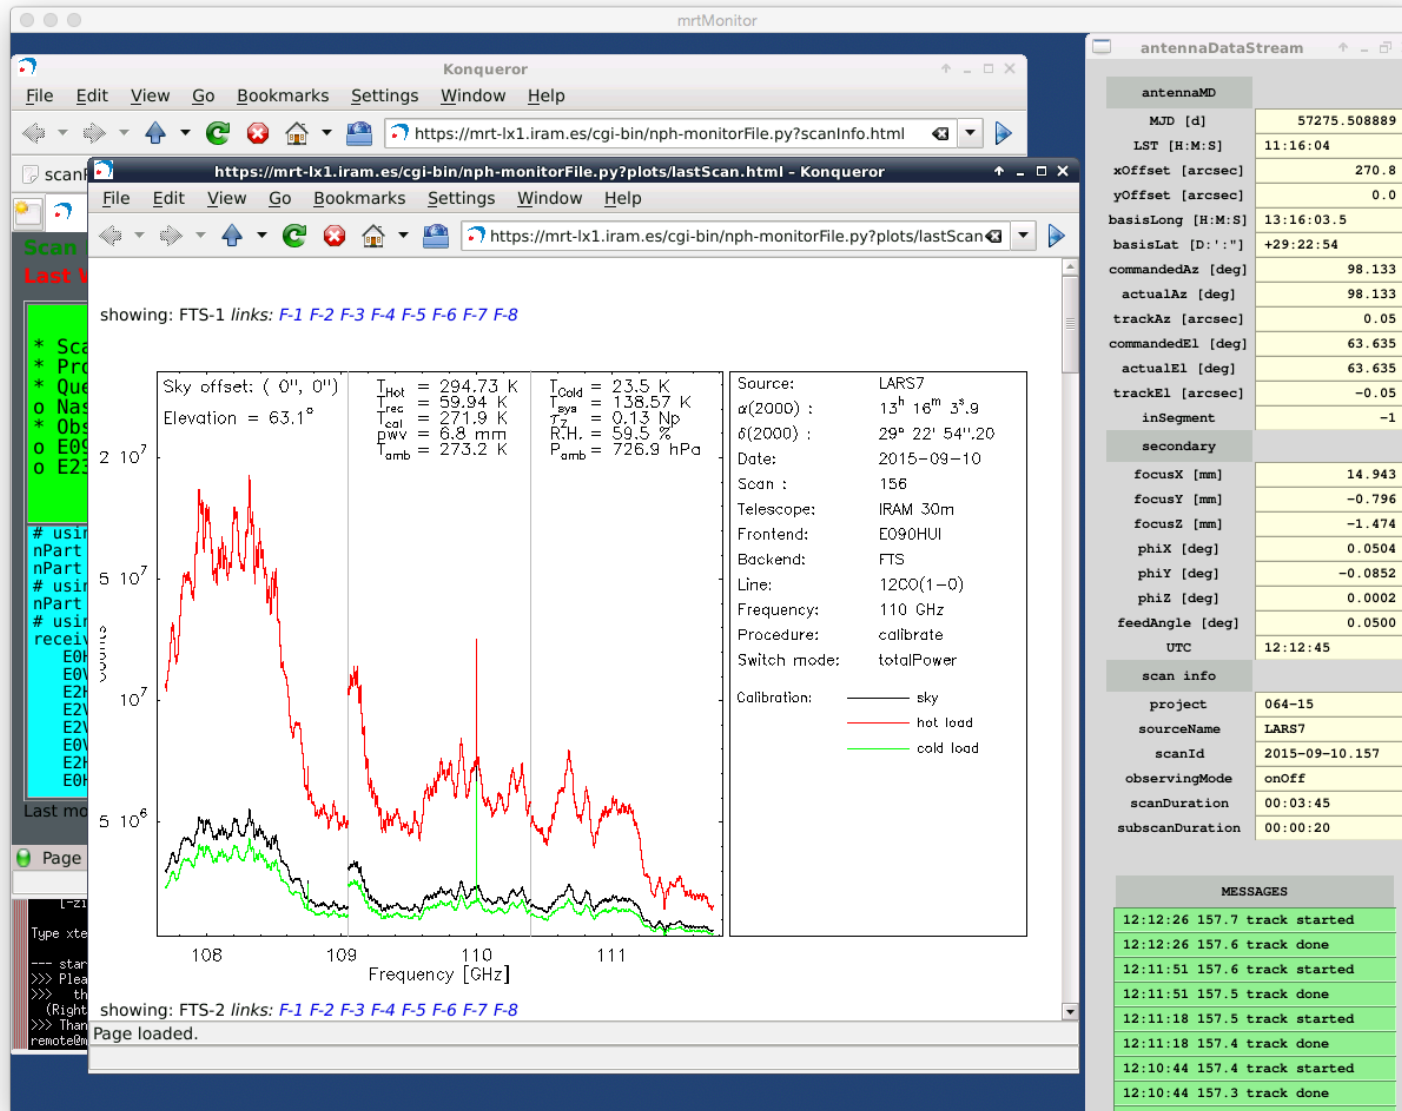 mrtMonitor
Konqueror
File Edit View Go Bookmarks Settings Window Help
https://mrt-lx1.iram.es/cgi-bin/nph-monitorFile.py?scanInfo.html
https://mrt-lx1.iram.es/cgi-bin/nph-monitorFile.py?plots/lastScan.html - Konqueror
File Edit View Go Bookmarks Settings Window Help
https://mrt-lx1.iram.es/cgi-bin/nph-monitorFile.py?plots/lastScan
Scan
Last
# usin
nPart
nPart
# usin
nPart
# usin
receiv
Last mo
Page
Type xte
--- star
>>> Plea
>>> th
(Right
>>> Than
remote@m
showing: FTS-1 links: F-1 F-2 F-3 F-4 F-5 F-6 F-7 F-8
Sky offset: ( 0", 0")
Elevation = 63.1°
THot = 294.73 K
Trec = 59.94 K
Tcal = 271.9 K
pwv = 6.8 mm
Tamb = 273.2 K
TCold = 23.5 K
Tsys = 138.57 K
τz = 0.13 Np
R.H. = 59.5 %
Pamb = 726.9 hPa
2 10⁷
5 10⁷
10⁷
5 10⁶
108 109 110 111
Frequency [GHz]
Source: LARS7
α(2000) : 13h 16m 3s.9
δ(2000) : 29° 22' 54".20
Date: 2015-09-10
Scan : 156
Telescope: IRAM 30m
Frontend: E090HUI
Backend: FTS
Line: 12CO(1-0)
Frequency: 110 GHz
Procedure: calibrate
Switch mode: totalPower
Calibration: sky
hot load
cold load
showing: FTS-2 links: F-1 F-2 F-3 F-4 F-5 F-6 F-7 F-8
Page loaded.
antennaDataStream
antennaMD
MJD [d] 57275.508889
LST [H:M:S] 11:16:04
xOffset [arcsec] 270.8
yOffset [arcsec] 0.0
basisLong [H:M:S] 13:16:03.5
basisLat [D:':"] +29:22:54
commandedAz [deg] 98.133
actualAz [deg] 98.133
trackAz [arcsec] 0.05
commandedEl [deg] 63.635
actualEl [deg] 63.635
trackEl [arcsec] -0.05
inSegment -1
secondary
focusX [mm] 14.943
focusY [mm] -0.796
focusZ [mm] -1.474
phiX [deg] 0.0504
phiY [deg] -0.0852
phiZ [deg] 0.0002
feedAngle [deg] 0.0500
UTC 12:12:45
scan info
project 064-15
sourceName LARS7
scanId 2015-09-10.157
observingMode onOff
scanDuration 00:03:45
subscanDuration 00:00:20
MESSAGES
12:12:26 157.7 track started
12:12:26 157.6 track done
12:11:51 157.6 track started
12:11:51 157.5 track done
12:11:18 157.5 track started
12:11:18 157.4 track done
12:10:44 157.4 track started
12:10:44 157.3 track done